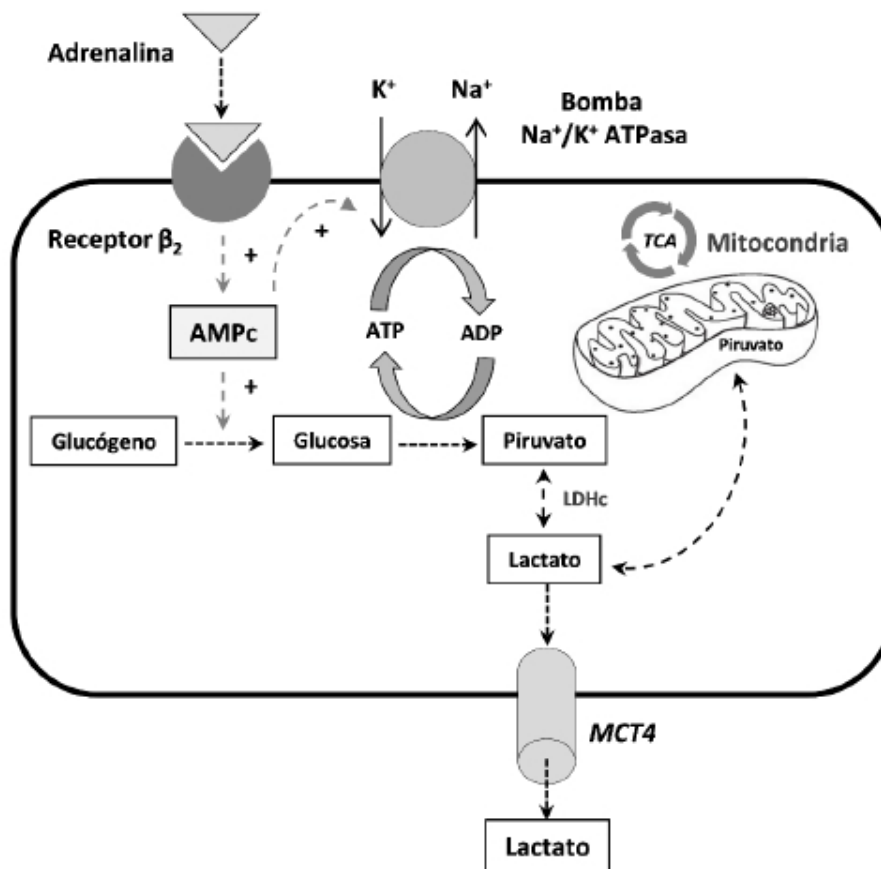 Adrenalina
K⁺
Na⁺
Bomba
Na⁺/K⁺ ATPasa
Receptor β₂
+
+
TCA
Mitocondria
AMPc
ATP
ADP
Piruvato
+
Glucógeno
Glucosa
Piruvato
LDHc
Lactato
MCT4
Lactato